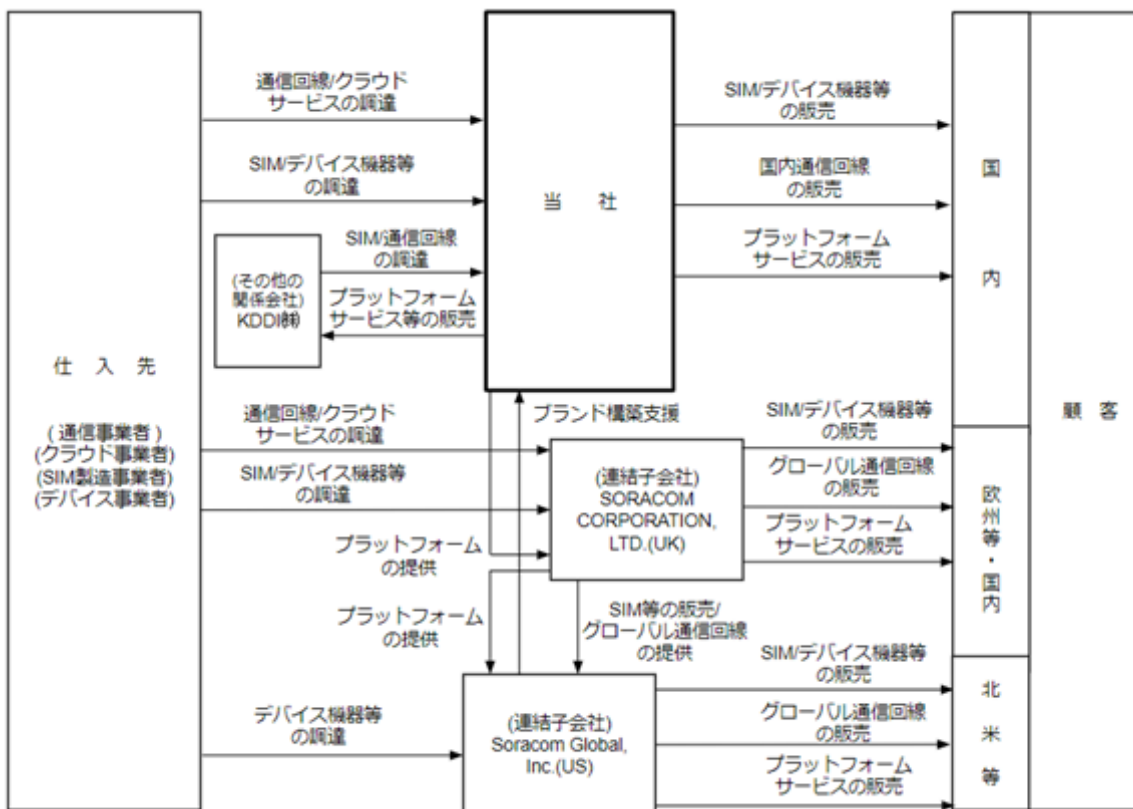 通信回線/クラウド
サービスの調達
SIM/デバイス機器等
の調達
(その他の
関係会社)
KDDI㈱
SIM/通信回線
の調達
プラットフォーム
サービス等の販売
当 社
SIM/デバイス機器等
の販売
国内通信回線
の販売
プラットフォーム
サービスの販売
国 内
仕 入 先
( 通信事業者 )
(クラウド事業者)
(SIM製造事業者)
(デバイス事業者)
顧 客
通信回線/クラウド
サービスの調達
SIM/デバイス機器等
の調達
プラットフォーム
の提供
ブランド構築支援
(連結子会社)
SORACOM
CORPORATION,
LTD.(UK)
SIM/デバイス機器等
の販売
グローバル通信回線
の販売
プラットフォーム
サービスの販売
欧州等・国内
プラットフォーム
の提供
SIM等の販売/
グローバル通信回線
の提供
デバイス機器等
の調達
(連結子会社)
Soracom Global,
Inc.(US)
SIM/デバイス機器等
の販売
グローバル通信回線
の販売
プラットフォーム
サービスの販売
北米等